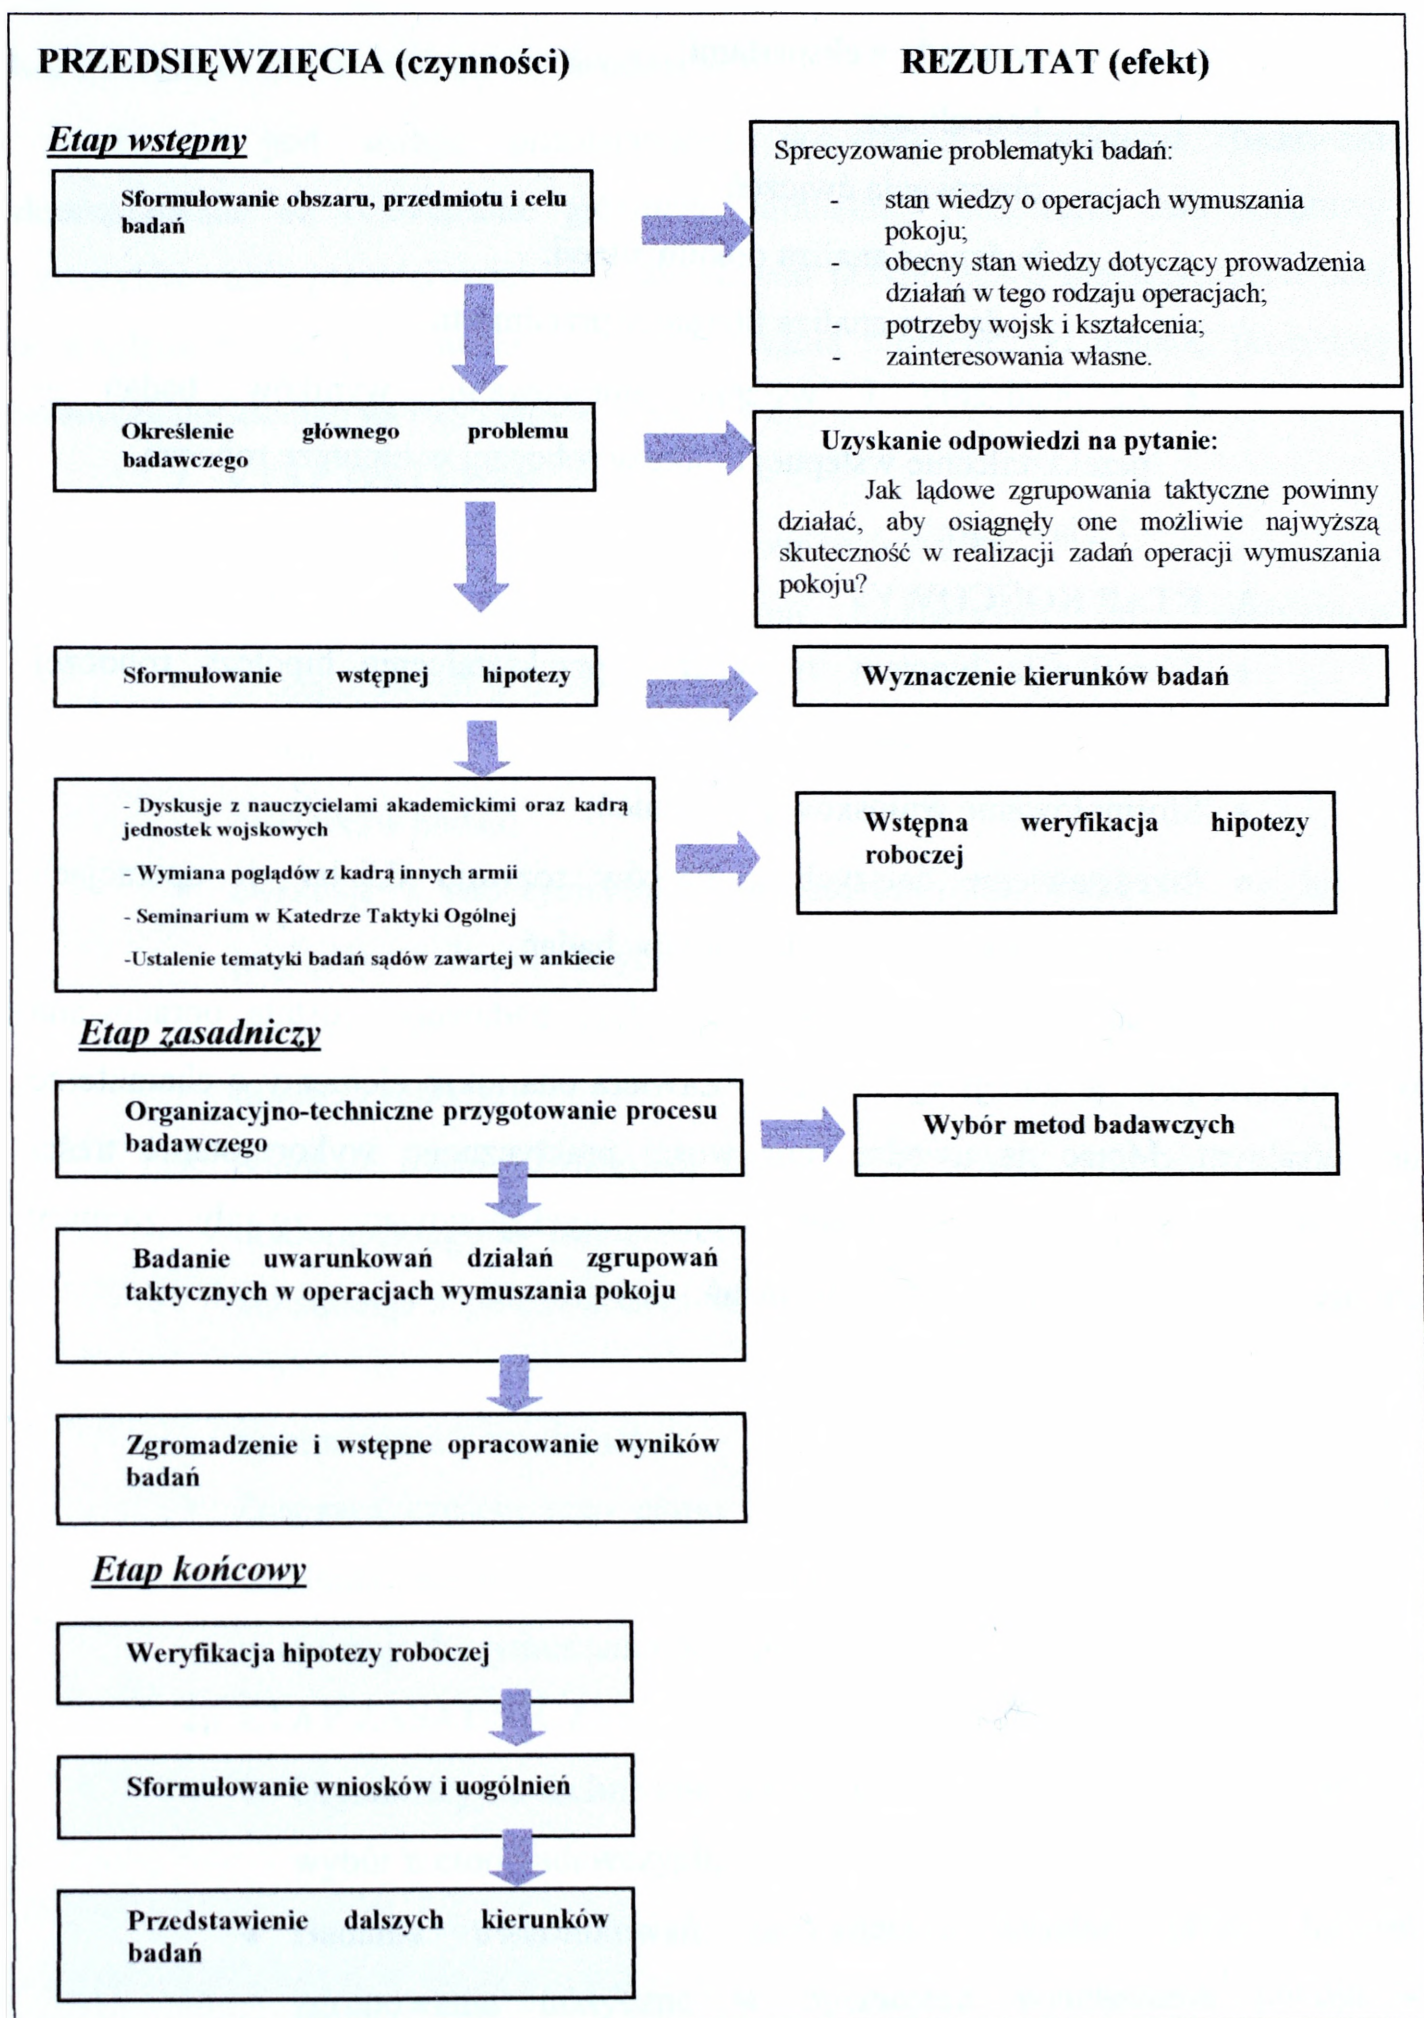 PRZEDSIĘWZIĘCIA (czynności)
REZULTAT (efekt)
Etap wstępny
Sformułowanie obszaru, przedmiotu i celu
badań
Sprecyzowanie problematyki badań:
- stan wiedzy o operacjach wymuszania
pokoju;
- obecny stan wiedzy dotyczący prowadzenia
działań w tego rodzaju operacjach;
- potrzeby wojsk i kształcenia;
- zainteresowania własne.
Określenie głównego problemu
badawczego
Uzyskanie odpowiedzi na pytanie:
Jak lądowe zgrupowania taktyczne powinny
działać, aby osiągnęły one możliwie najwyższą
skuteczność w realizacji zadań operacji wymuszania
pokoju?
Sformułowanie wstępnej hipotezy
Wyznaczenie kierunków badań
- Dyskusje z nauczycielami akademickimi oraz kadrą
jednostek wojskowych
- Wymiana poglądów z kadrą innych armii
- Seminarium w Katedrze Taktyki Ogólnej
-Ustalenie tematyki badań sądów zawartej w ankiecie
Wstępna weryfikacja hipotezy
roboczej
Etap zasadniczy
Organizacyjno-techniczne przygotowanie procesu
badawczego
Wybór metod badawczych
Badanie uwarunkowań działań zgrupowań
taktycznych w operacjach wymuszania pokoju
Zgromadzenie i wstępne opracowanie wyników
badań
Etap końcowy
Weryfikacja hipotezy roboczej
Sformułowanie wniosków i uogólnień
Przedstawienie dalszych kierunków
badań